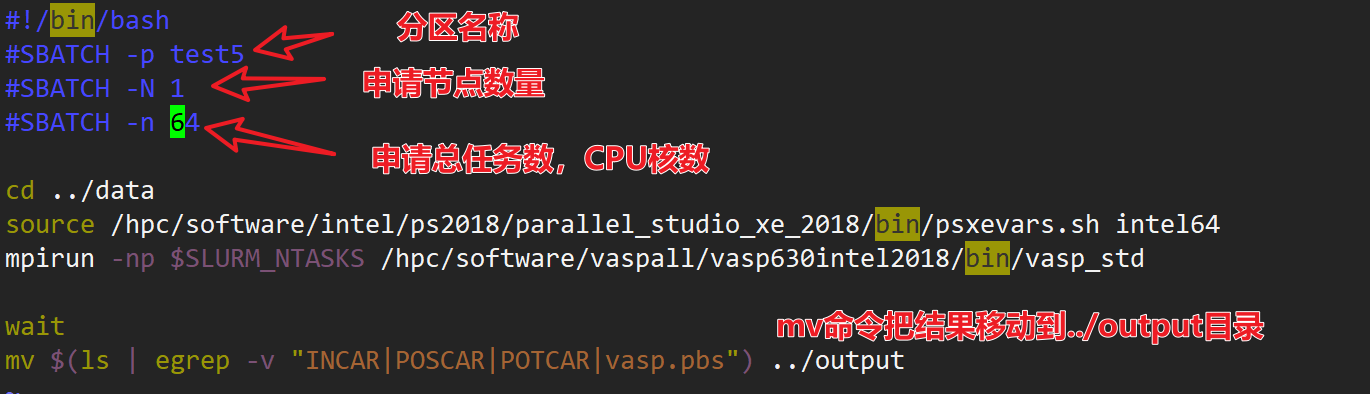 #!/bin/bash
分区名称
#SBATCH -p test5
#SBATCH -N 1
申请节点数量
#SBATCH -n 64
申请总任务数，CPU核数
cd ../data
source /hpc/software/intel/ps2018/parallel_studio_xe_2018/bin/psxevars.sh intel64
mpirun -np $SLURM_NTASKS /hpc/software/vaspall/vasp630intel2018/bin/vasp_std
wait
mv命令把结果移动到../output目录
mv $(ls | egrep -v "INCAR|POSCAR|POTCAR|vasp.pbs") ../output